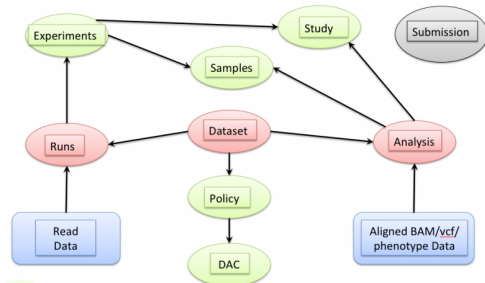 Study
Submission
Experiments
Samples
Dataset
Analysis
Runs
Policy
Read
Data
Aligned BAM/vcf/
phenotype Data
DAC